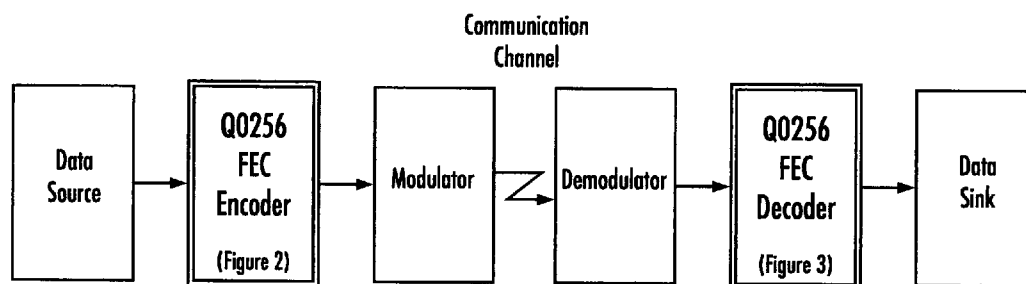 Communication
Channel
Data
Source
Q0256
FEC
Encoder
(Figure 2)
Modulator
Demodulator
Q0256
FEC
Decoder
(Figure 3)
Data
Sink